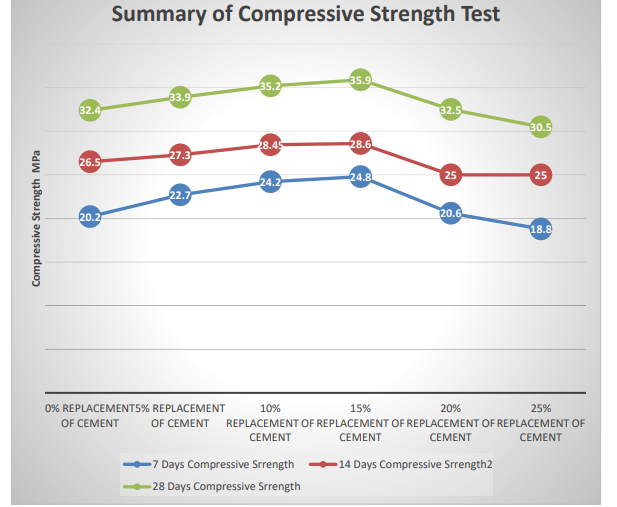 Summary of Compressive Strength Test
Compressive Strength MPa
32.4
33.9
35.2
35.9
32.5
30.5
26.5
27.3
28.45
28.6
25
25
20.2
22.7
24.2
24.8
20.6
18.8
0% REPLACEMENT
OF CEMENT
5% REPLACEMENT
OF CEMENT
10%
REPLACEMENT OF
CEMENT
15%
REPLACEMENT OF
CEMENT
20%
REPLACEMENT OF
CEMENT
25%
REPLACEMENT OF
CEMENT
7 Days Compressive Srrength
14 Days Compressive Srrength2
28 Days Compressive Srrength